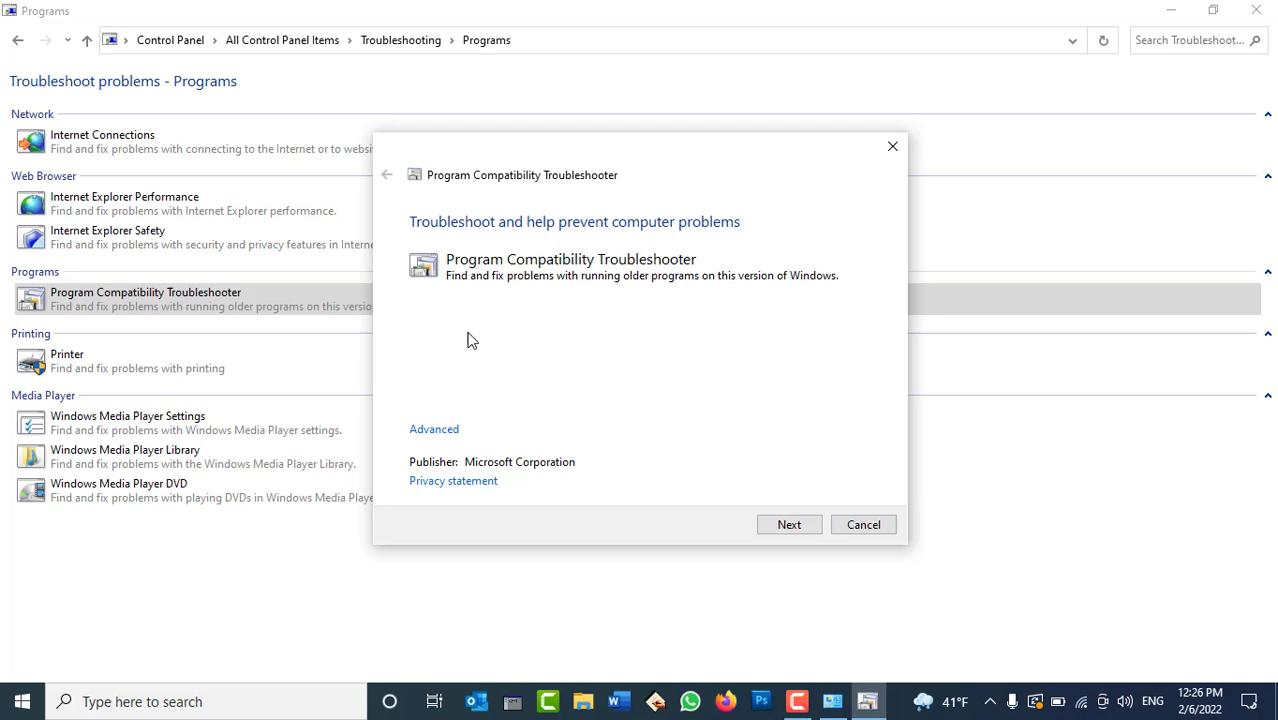 Programs
Control Panel
All Control Panel Items
Troubleshooting
Programs
Search Troubleshoot...
Troubleshoot problems - Programs
Network
Internet Connections
Find and fix problems with connecting to the Internet or to websi
Web Browser
Internet Explorer Performance
Find and fix problems with Internet Explorer performance.
Internet Explorer Safety
Find and fix problems with security and privacy features in Intern
Programs
Program Compatibility Troubleshooter
Find and fix problems with running older programs on this versio
Printing
Printer
Find and fix problems with printing
Media Player
Windows Media Player Settings
Find and fix problems with Windows Media Player settings.
Windows Media Player Library
Find and fix problems with the Windows Media Player Library.
Windows Media Player DVD
Find and fix problems with playing DVDs in Windows Media Play
Program Compatibility Troubleshooter
Troubleshoot and help prevent computer problems
Program Compatibility Troubleshooter
Find and fix problems with running older programs on this version of Windows.
Advanced
Publisher: Microsoft Corporation
Privacy statement
Next
Cancel
Type here to search
41°F
ENG
12:26 PM
2/6/2022